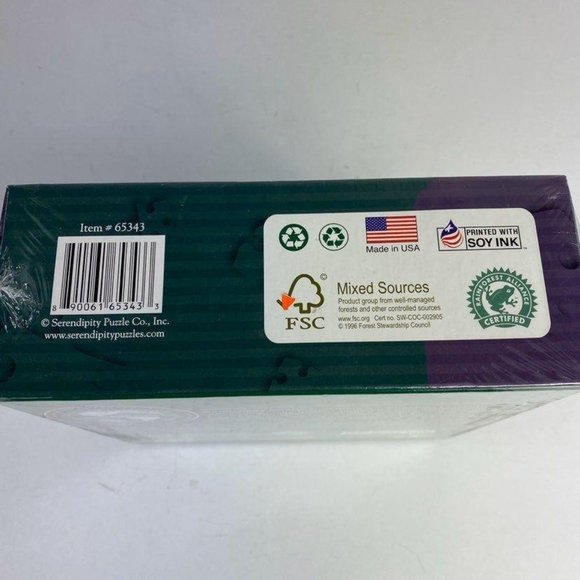 Item # 65343
8 90061 65343 3
© Serendipity Puzzle Co., Inc.
www.serendipitypuzzles.com
Made in USA
PRINTED WITH
SOY INK
TM
©
FSC
Mixed Sources
Product group from well-managed
forests and other controlled sources
www.fsc.org Cert no. SW-COC-002905
© 1996 Forest Stewardship Council
RAINFOREST ALLIANCE
CERTIFIED